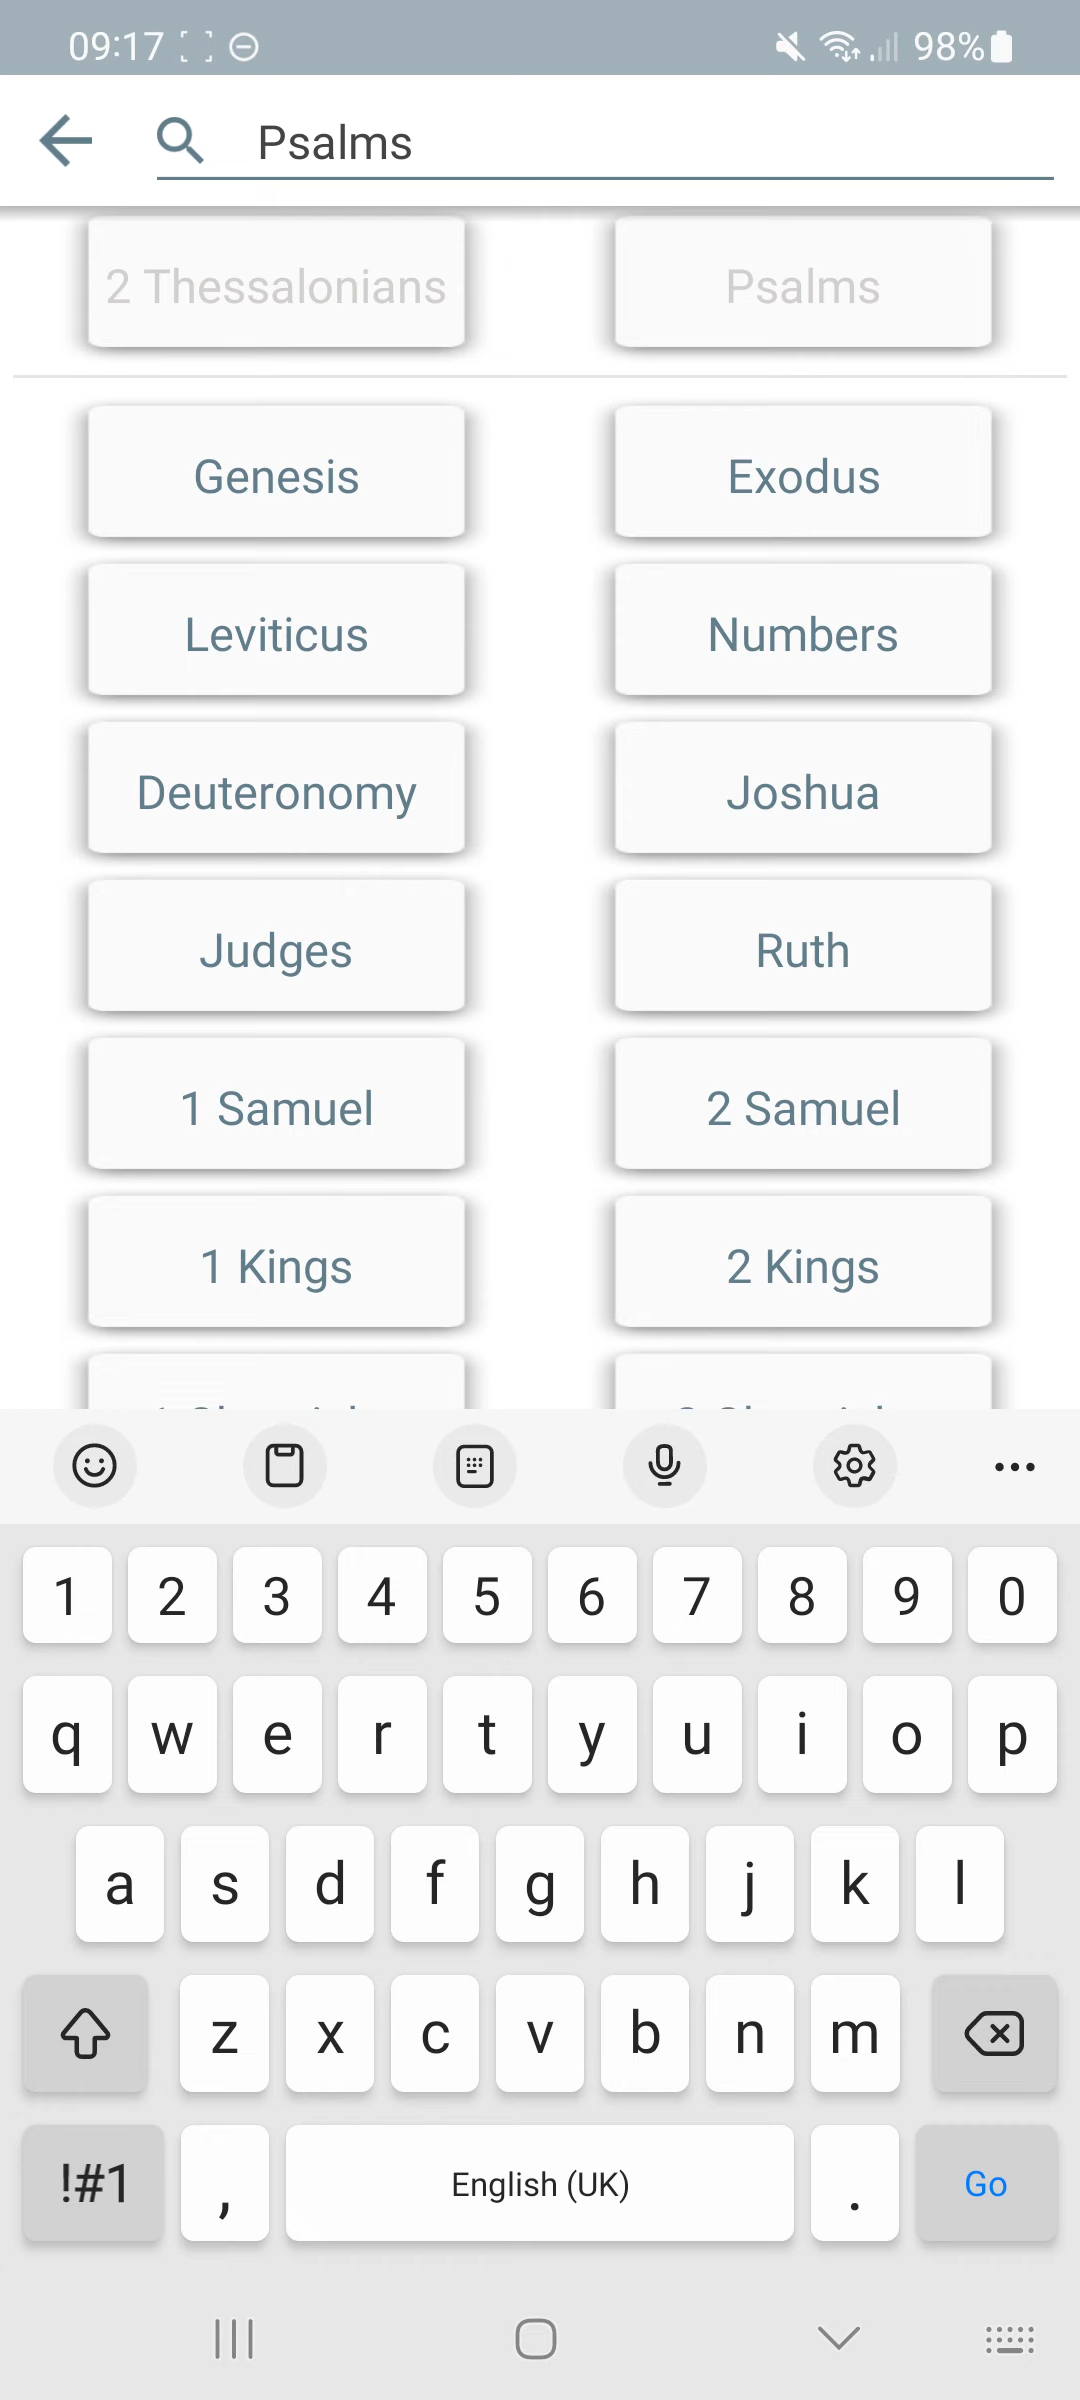 09:17 98%
Psalms
2 Thessalonians Psalms
Genesis Exodus
Leviticus Numbers
Deuteronomy Joshua
Judges Ruth
1 Samuel 2 Samuel
1 Kings 2 Kings
1 2 3 4 5 6 7 8 9 0
q w e r t y u i o p
a s d f g h j k l
z x c v b n m
!#1 , English (UK) . Go